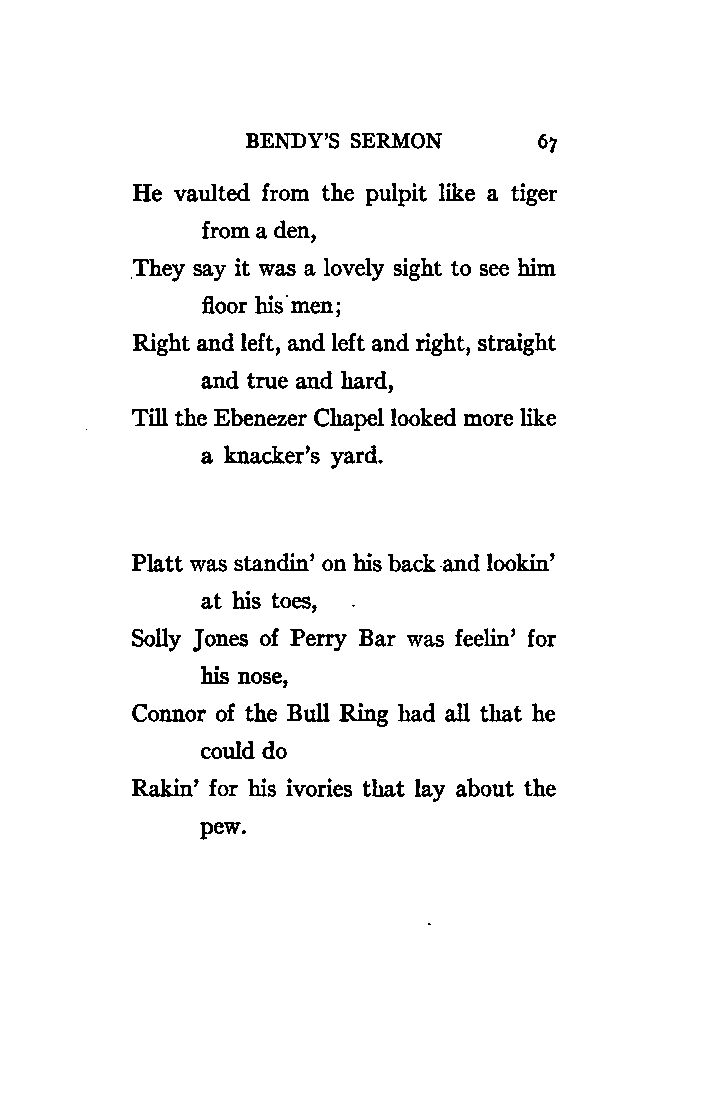 BENDY'S SERMON 67
He vaulted from the pulpit like a tiger
from a den,
They say it was a lovely sight to see him
floor his men;
Right and left, and left and right, straight
and true and hard,
Till the Ebenezer Chapel looked more like
a knacker's yard.
Platt was standin' on his back and lookin'
at his toes,
Solly Jones of Perry Bar was feelin' for
his nose,
Connor of the Bull Ring had all that he
could do
Rakin' for his ivories that lay about the
pew.